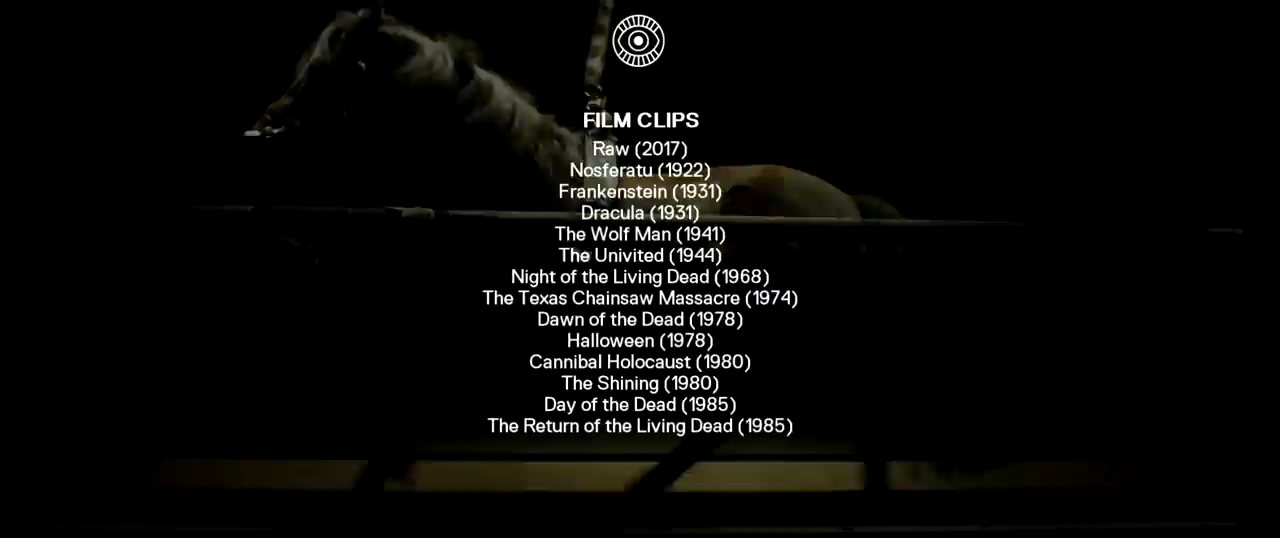 FILM CLIPS
Raw (2017)
Nosferatu (1922)
Frankenstein (1931)
Dracula (1931)
The Wolf Man (1941)
The Univited (1944)
Night of the Living Dead (1968)
The Texas Chainsaw Massacre (1974)
Dawn of the Dead (1978)
Halloween (1978)
Cannibal Holocaust (1980)
The Shining (1980)
Day of the Dead (1985)
The Return of the Living Dead (1985)